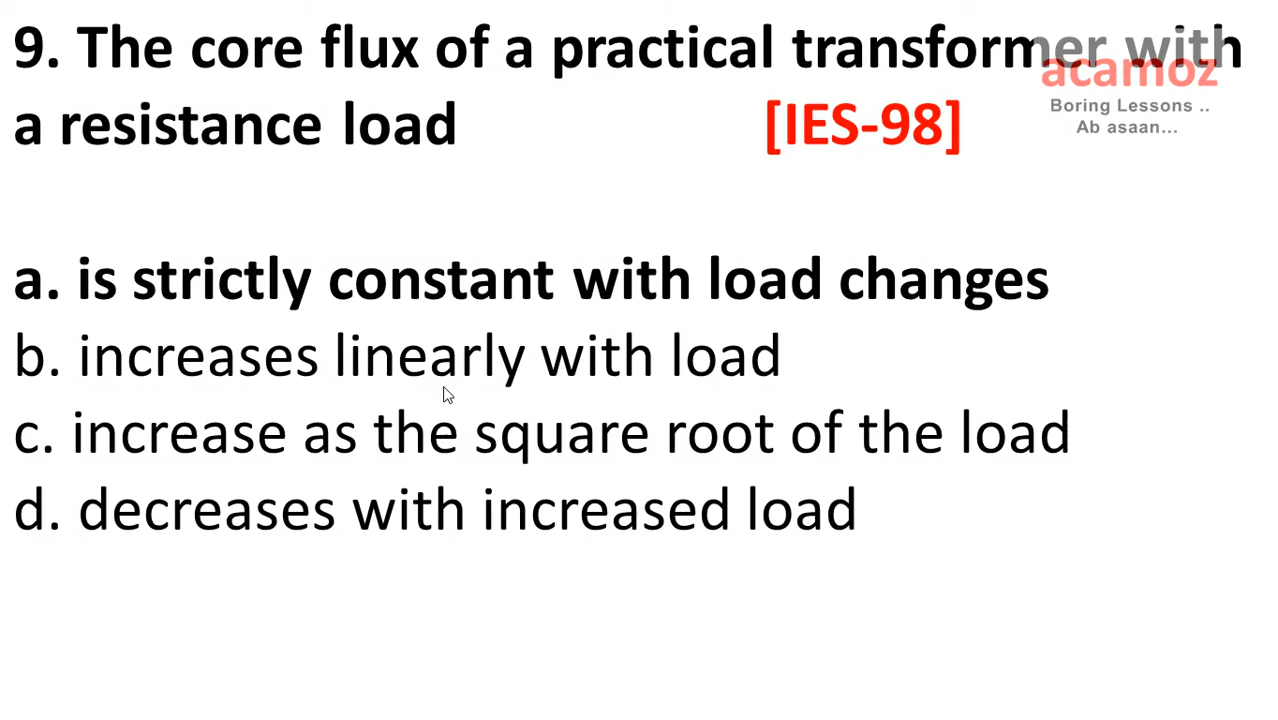 9. The core flux of a practical transformer with
acamoz
Boring Lessons ..
a resistance load [IES-98]
Ab asaan...
a. is strictly constant with load changes
b. increases linearly with load
c. increase as the square root of the load
d. decreases with increased load